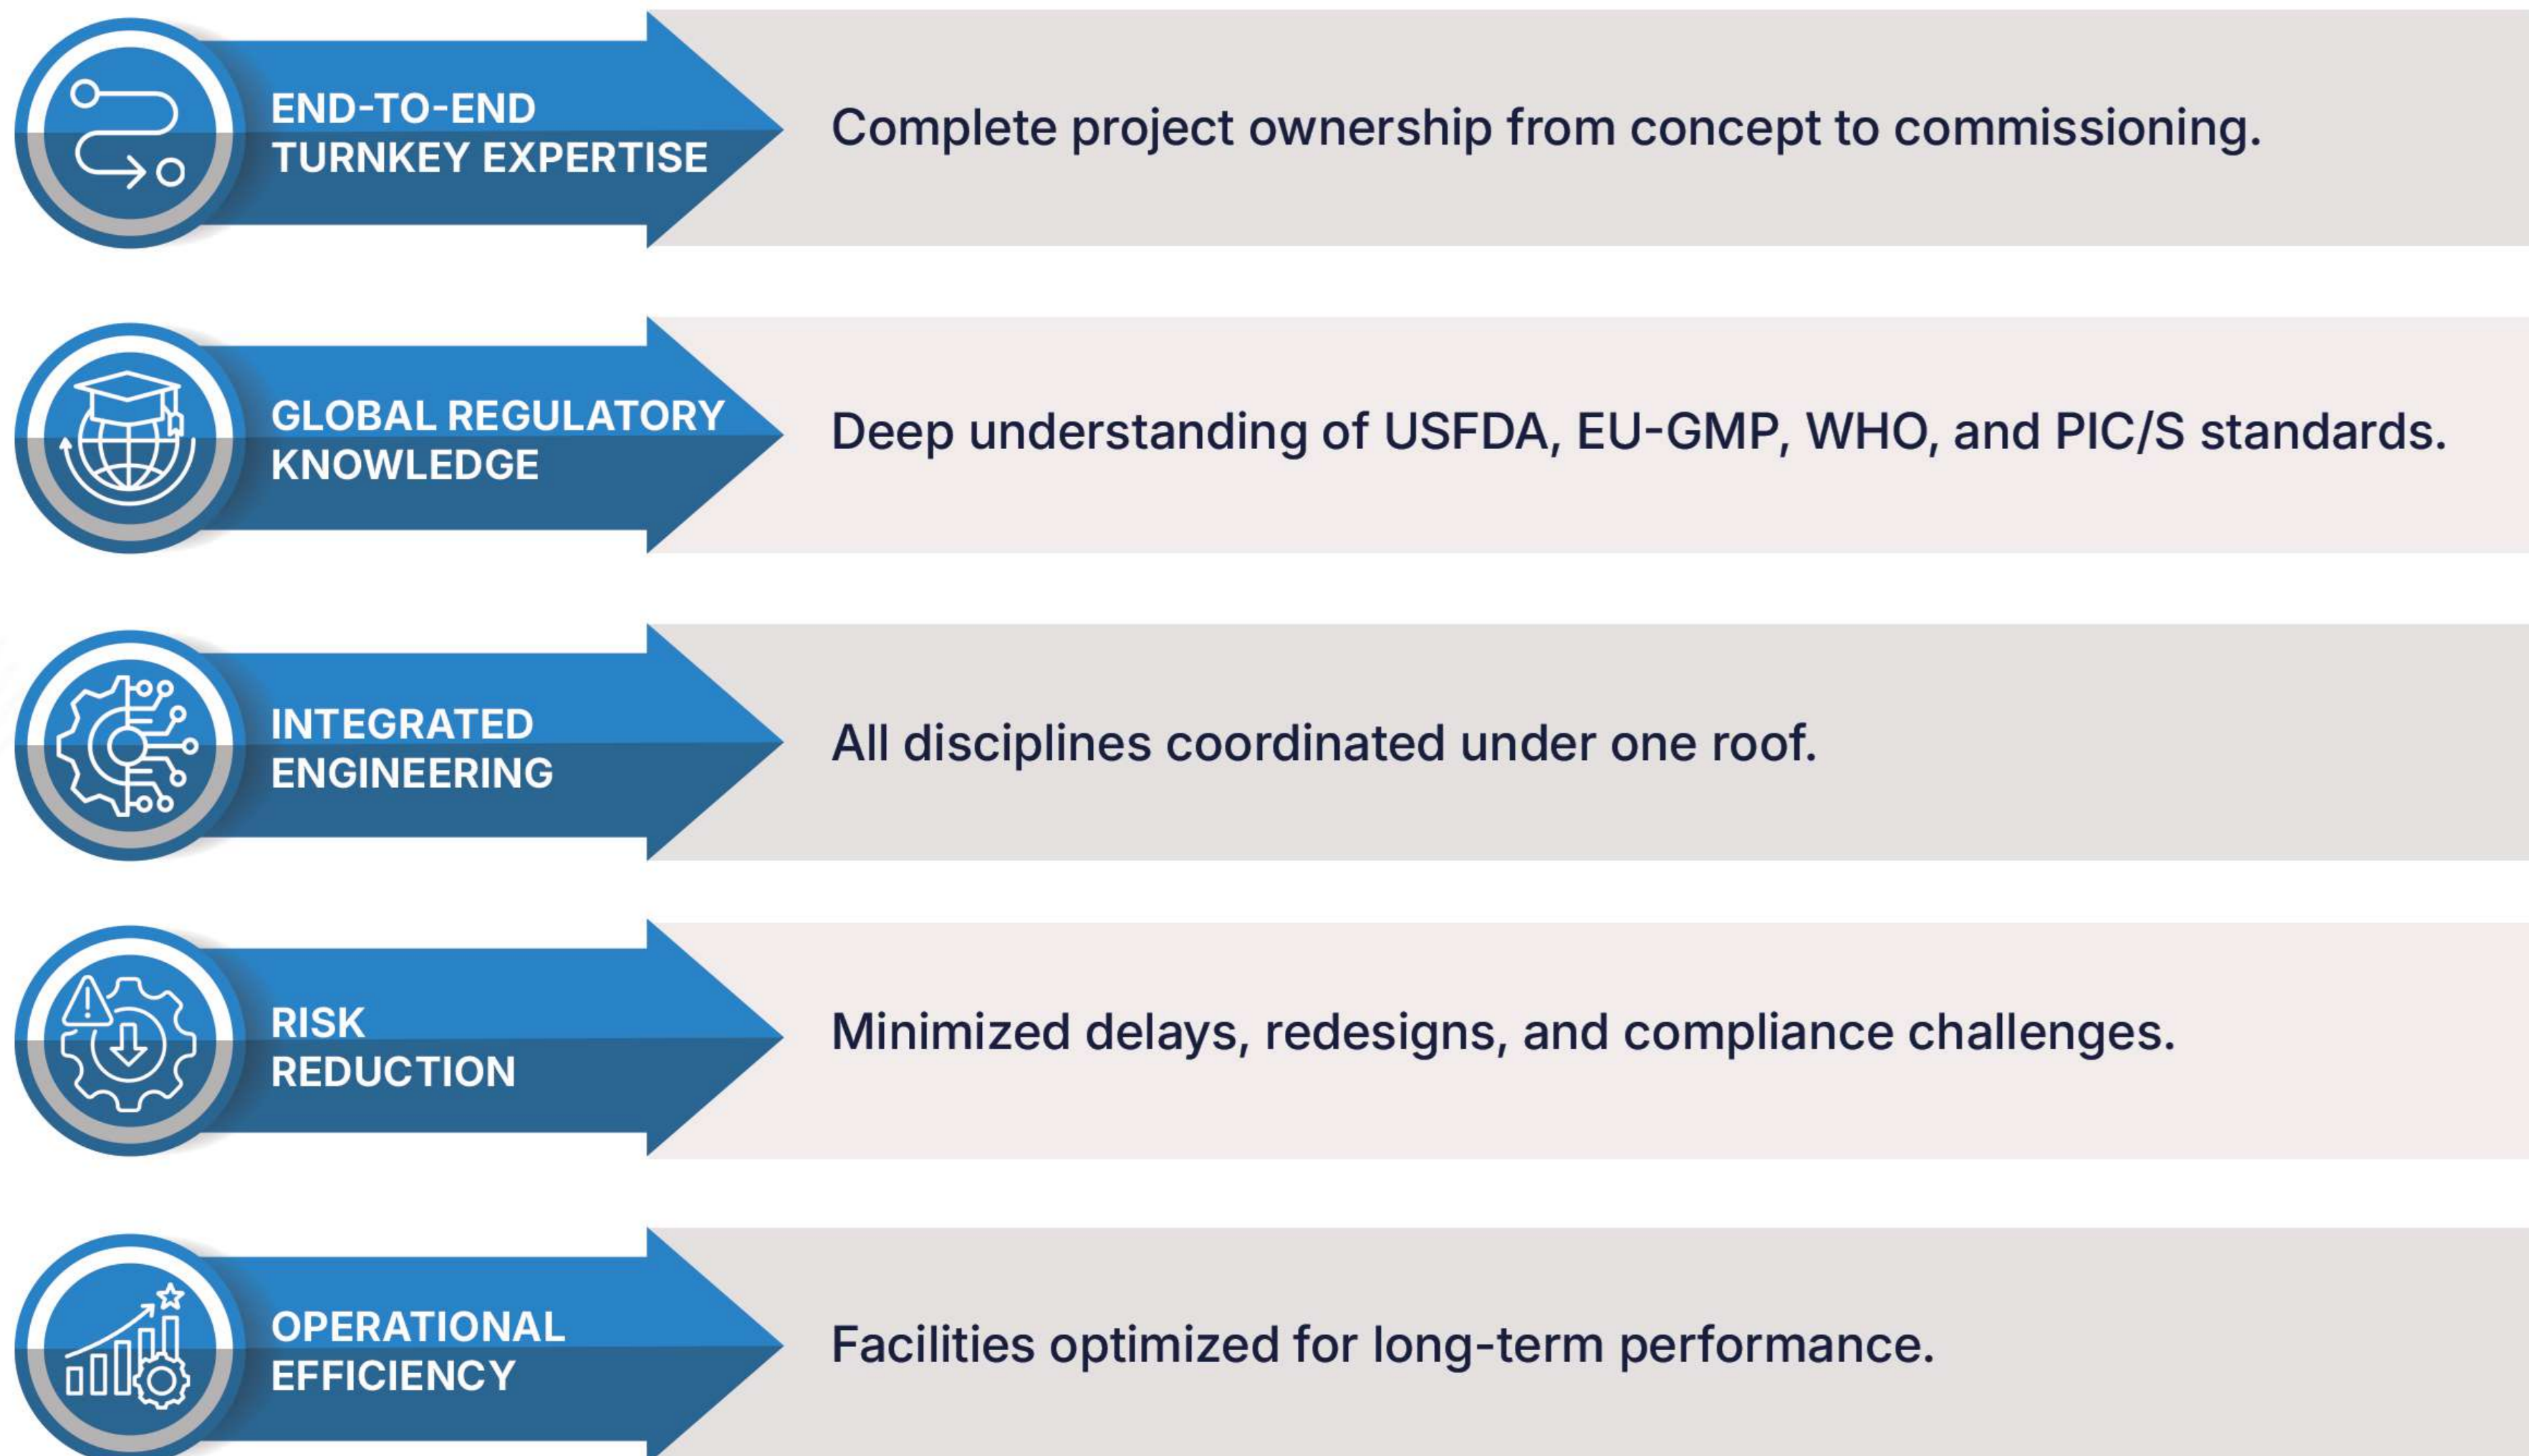 END-TO-END
TURNKEY EXPERTISE
Complete project ownership from concept to commissioning.
GLOBAL REGULATORY
KNOWLEDGE
Deep understanding of USFDA, EU-GMP, WHO, and PIC/S standards.
INTEGRATED
ENGINEERING
All disciplines coordinated under one roof.
RISK
REDUCTION
Minimized delays, redesigns, and compliance challenges.
OPERATIONAL
EFFICIENCY
Facilities optimized for long-term performance.